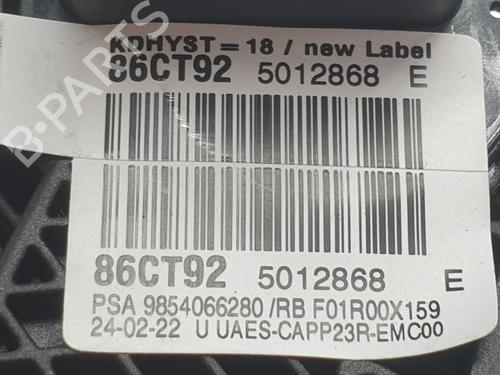 KDHYST=18 / new Label
86CT92 5012868 E
86CT92 5012868 E
PSA 9854066280 /RB F01R00X159
24-02-22 U UAES-CAPP23R-EMC00
B-PARTS